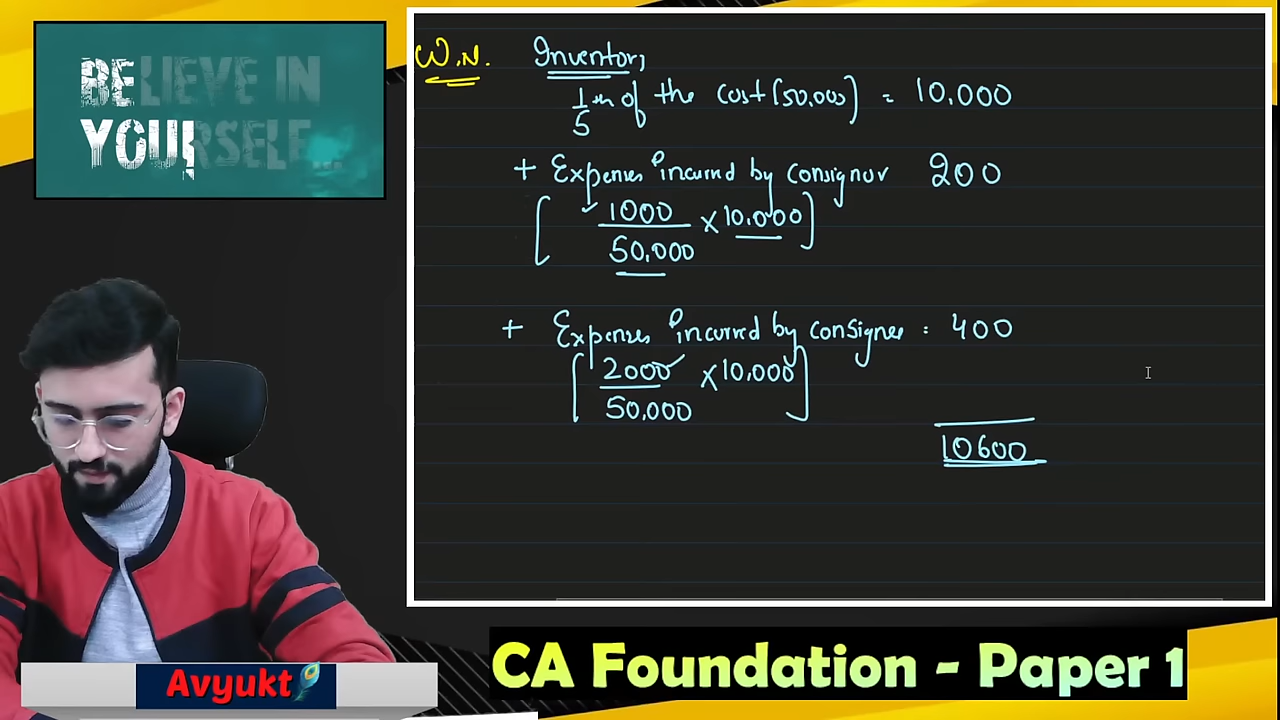 BELIEVE IN
YOURSELF...
W.N. Inventory
1/5 th of the cost (50,000) = 10,000
+ Expenses incurred by consignor 200
[1000/50,000 × 10,000]
+ Expenses incurred by consignee = 400
[2000/50,000 × 10,000]
10600
Avyukt
CA Foundation - Paper 1